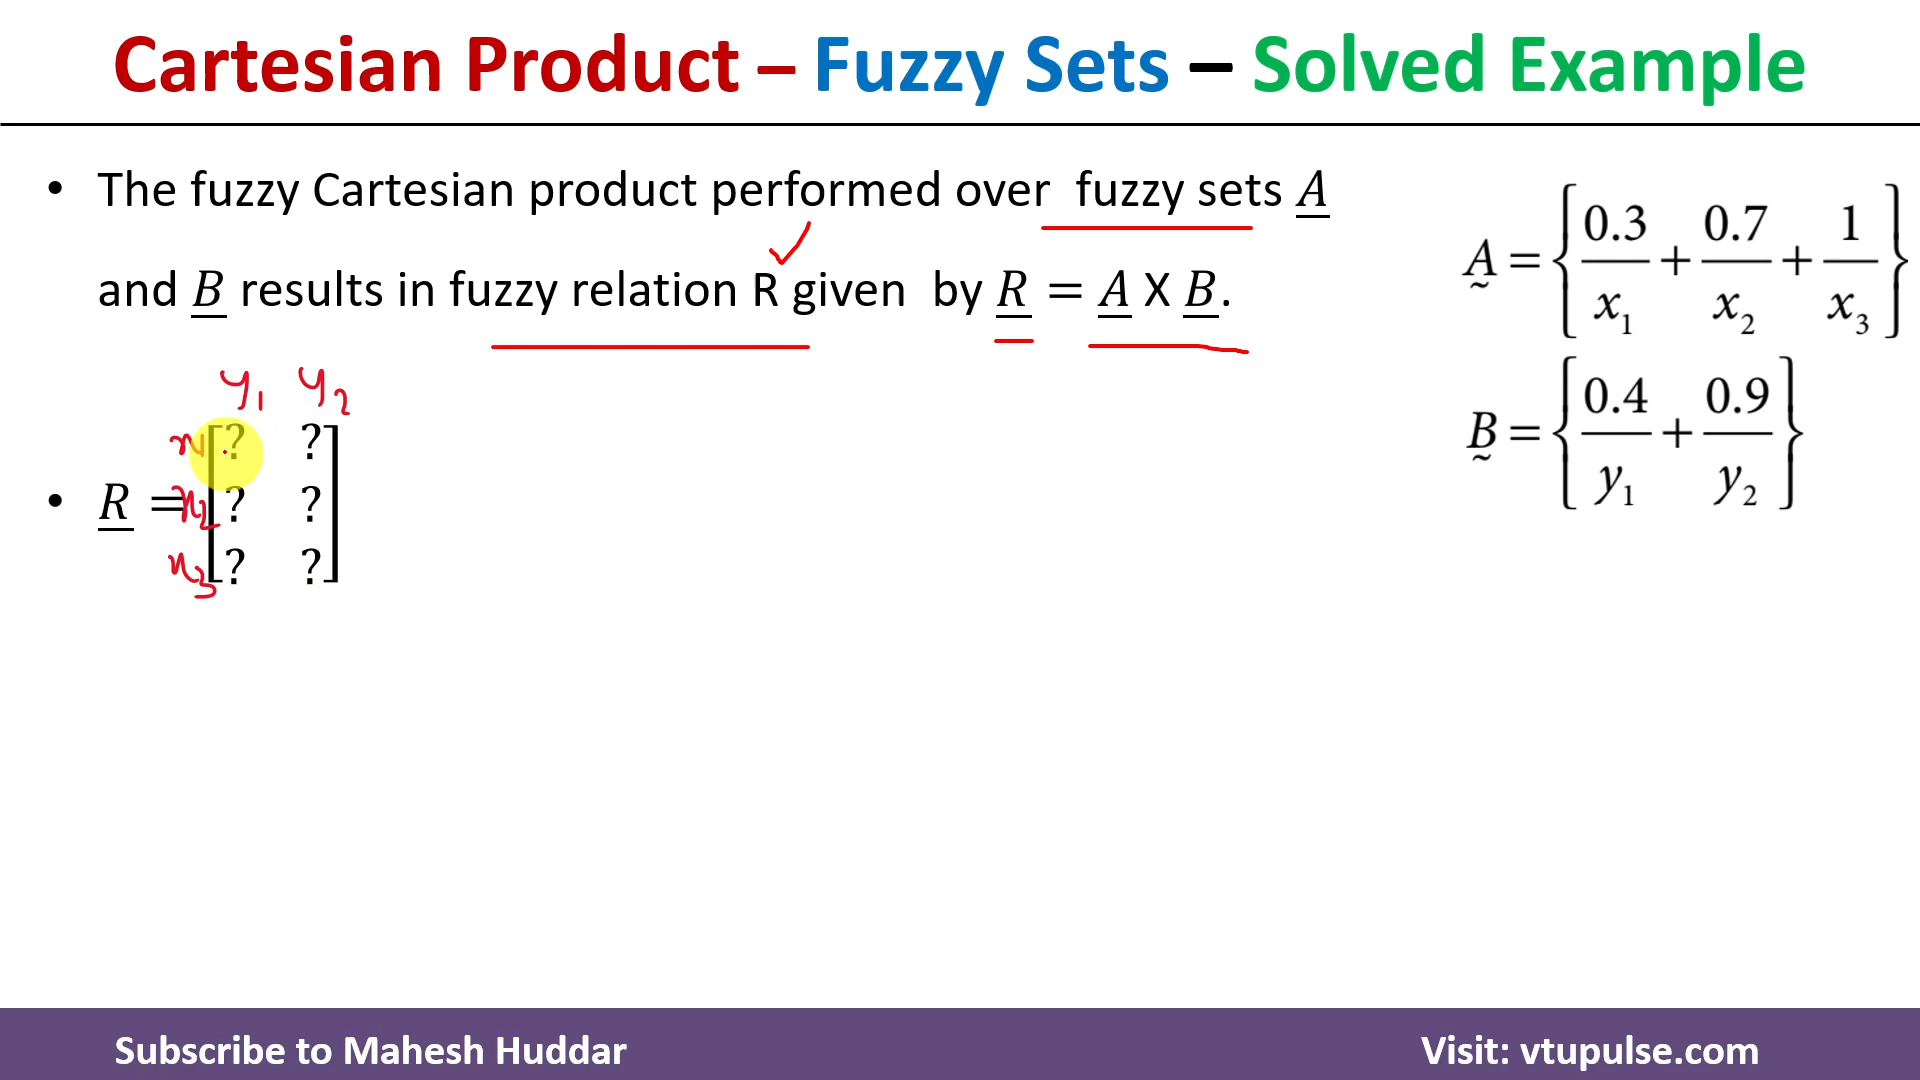 Cartesian Product – Fuzzy Sets – Solved Example
• The fuzzy Cartesian product performed over fuzzy sets A
and B results in fuzzy relation R given by R = A X B.
A = { 0.3/x₁ + 0.7/x₂ + 1/x₃ }
B = { 0.4/y₁ + 0.9/y₂ }
y₁ y₂
x₁ [? ?
• R = x₂ ? ?
x₃ ? ?]
Subscribe to Mahesh Huddar
Visit: vtupulse.com